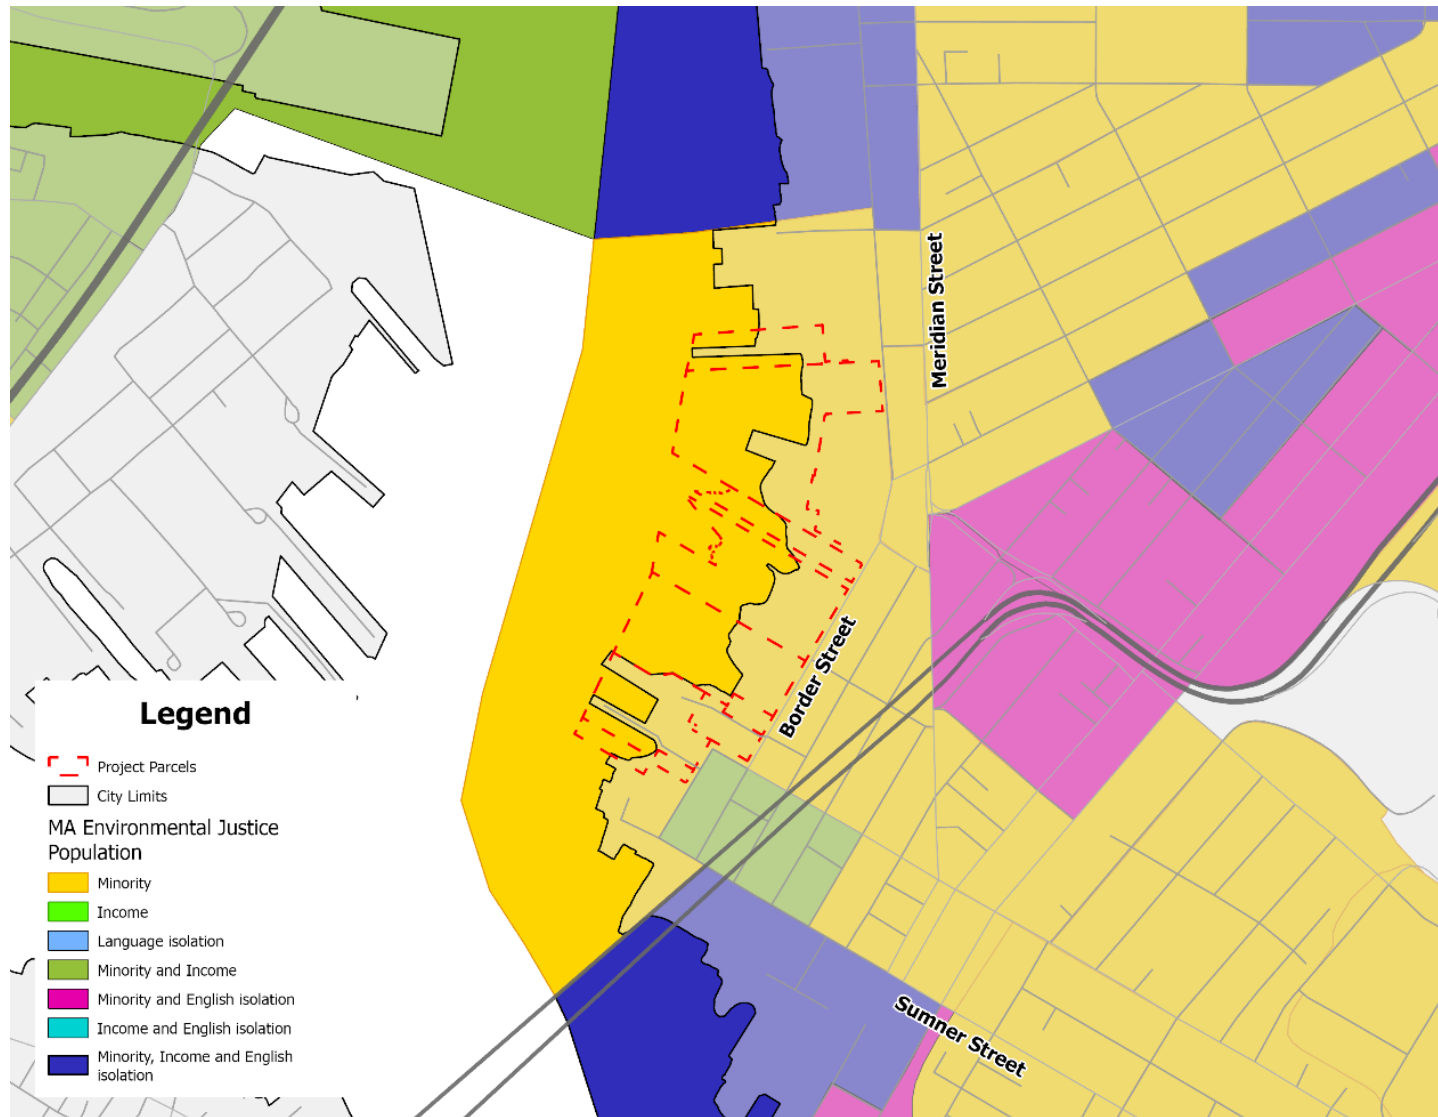 Meridian Street
Border Street
Sumner Street
Legend
Project Parcels
City Limits
MA Environmental Justice
Population
Minority
Income
Language isolation
Minority and Income
Minority and English isolation
Income and English isolation
Minority, Income and English
isolation